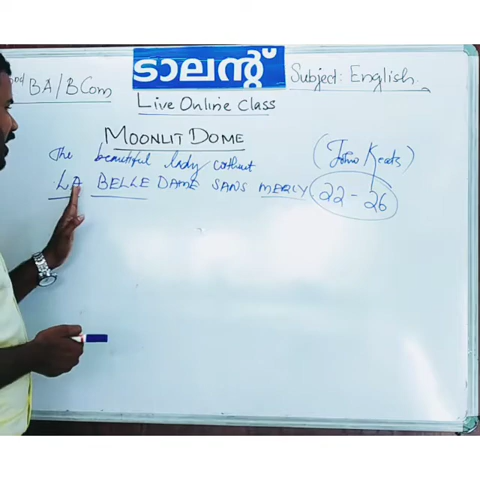 BA/BCom
ടാലന്റ്
Subject: English
Live Online Class
MOONLIT DOME
The beautiful lady without
(John Keats)
LA BELLE DAME SANS MERCY
22-26